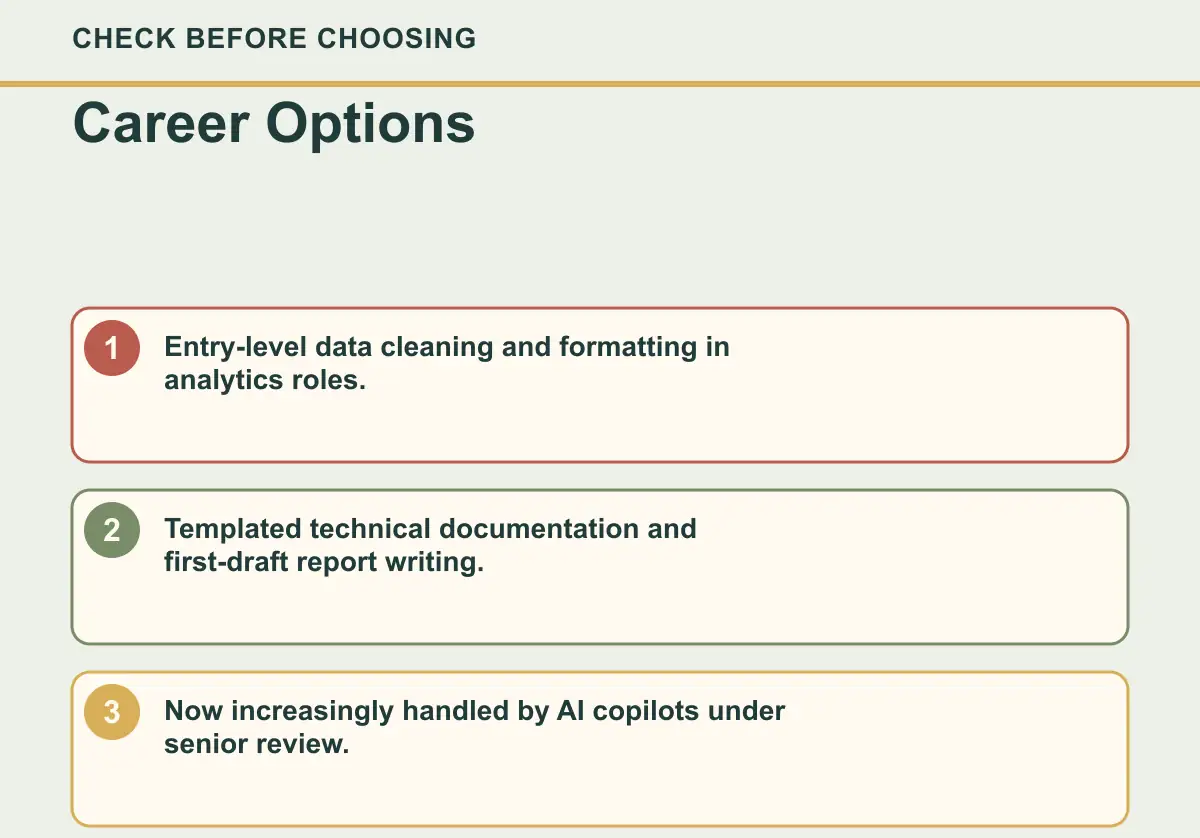 CHECK BEFORE CHOOSING
Career Options
1
Entry-level data cleaning and formatting in
analytics roles.
2
Templated technical documentation and
first-draft report writing.
3
Now increasingly handled by AI copilots under
senior review.